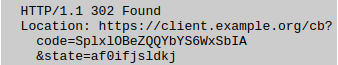 HTTP/1.1 302 Found
Location: https://client.example.org/cb?
code=SplxlOBeZQQYbYS6WxSbIA
&state=af0ifjsldkj